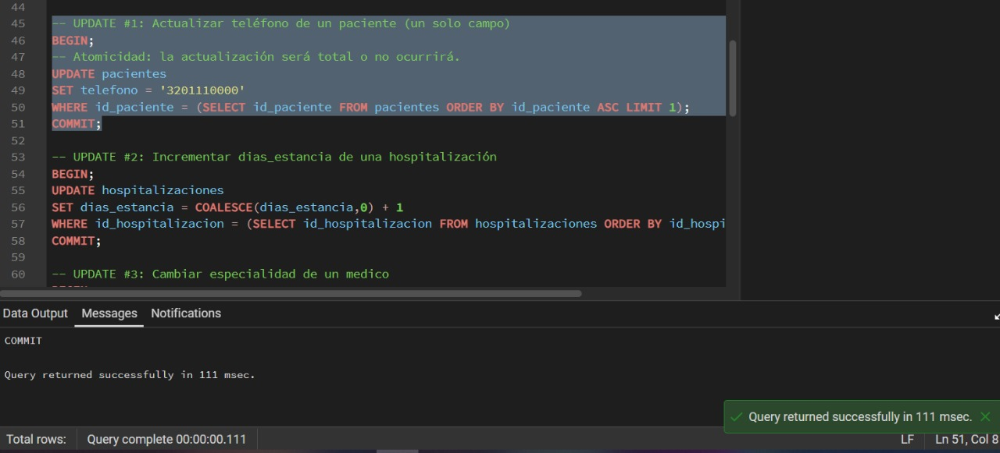 44
45 -- UPDATE #1: Actualizar teléfono de un paciente (un solo campo)
46 BEGIN;
47 -- Atomicidad: la actualización será total o no ocurrirá.
48 UPDATE pacientes
49 SET telefono = '3201110000'
50 WHERE id_paciente = (SELECT id_paciente FROM pacientes ORDER BY id_paciente ASC LIMIT 1);
51 COMMIT;
52
53 -- UPDATE #2: Incrementar dias_estancia de una hospitalización
54 BEGIN;
55 UPDATE hospitalizaciones
56 SET dias_estancia = COALESCE(dias_estancia,0) + 1
57 WHERE id_hospitalizacion = (SELECT id_hospitalizacion FROM hospitalizaciones ORDER BY id_hospi
58 COMMIT;
59
60 -- UPDATE #3: Cambiar especialidad de un medico
Data Output Messages Notifications
COMMIT
Query returned successfully in 111 msec.
Query returned successfully in 111 msec.
Total rows: Query complete 00:00:00.111 LF Ln 51, Col 8